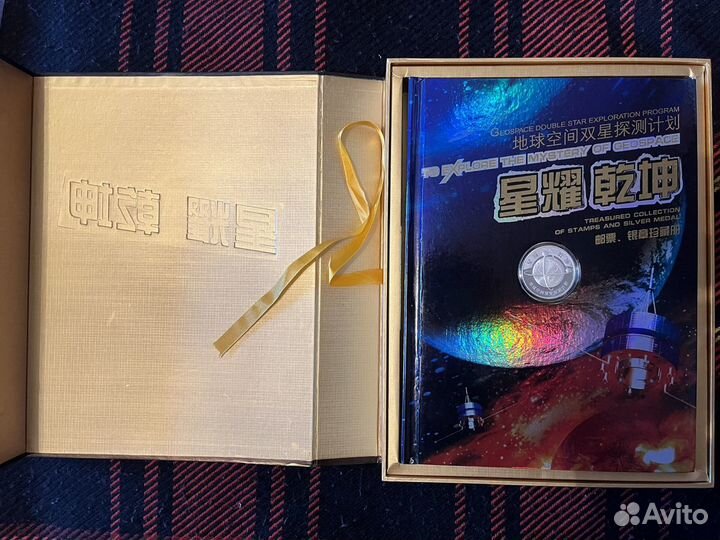 GEOSPACE DOUBLE STAR EXPLORATION PROGRAM
地球空间双星探测计划
TO EXPLORE THE MYSTERY OF GEOSPACE
星耀 乾坤
TREASURED COLLECTION
OF STAMPS AND SILVER MEDAL
邮票、银章珍藏册
星耀 乾坤
Avito